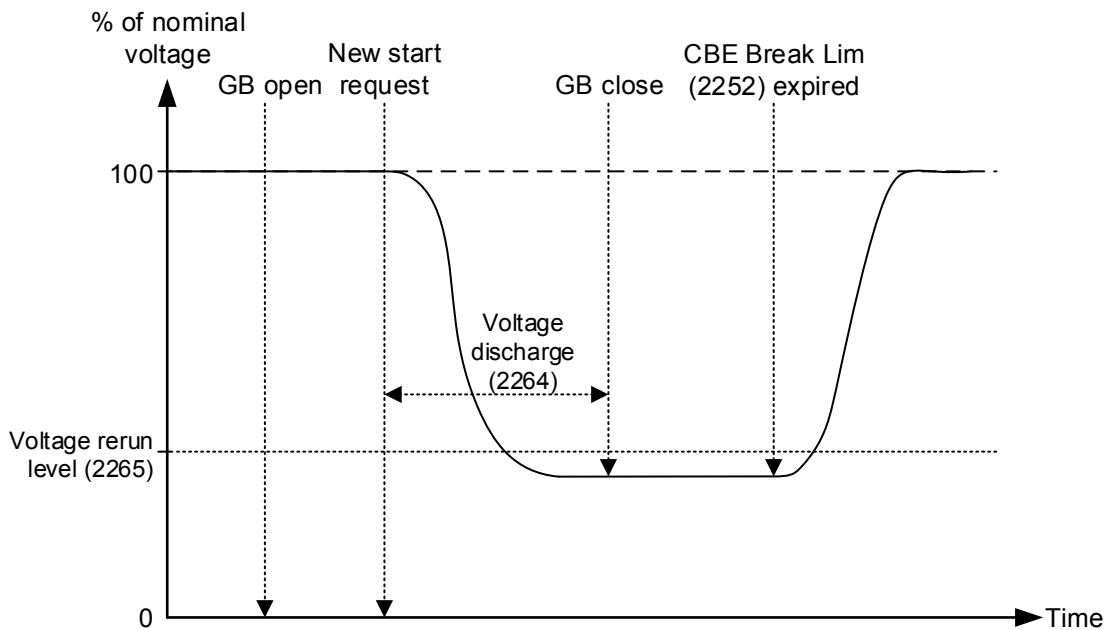 % of nominal
voltage
GB open
New start
request
GB close
CBE Break Lim
(2252) expired
100
Voltage
discharge
(2264)
Voltage rerun
level (2265)
0
Time